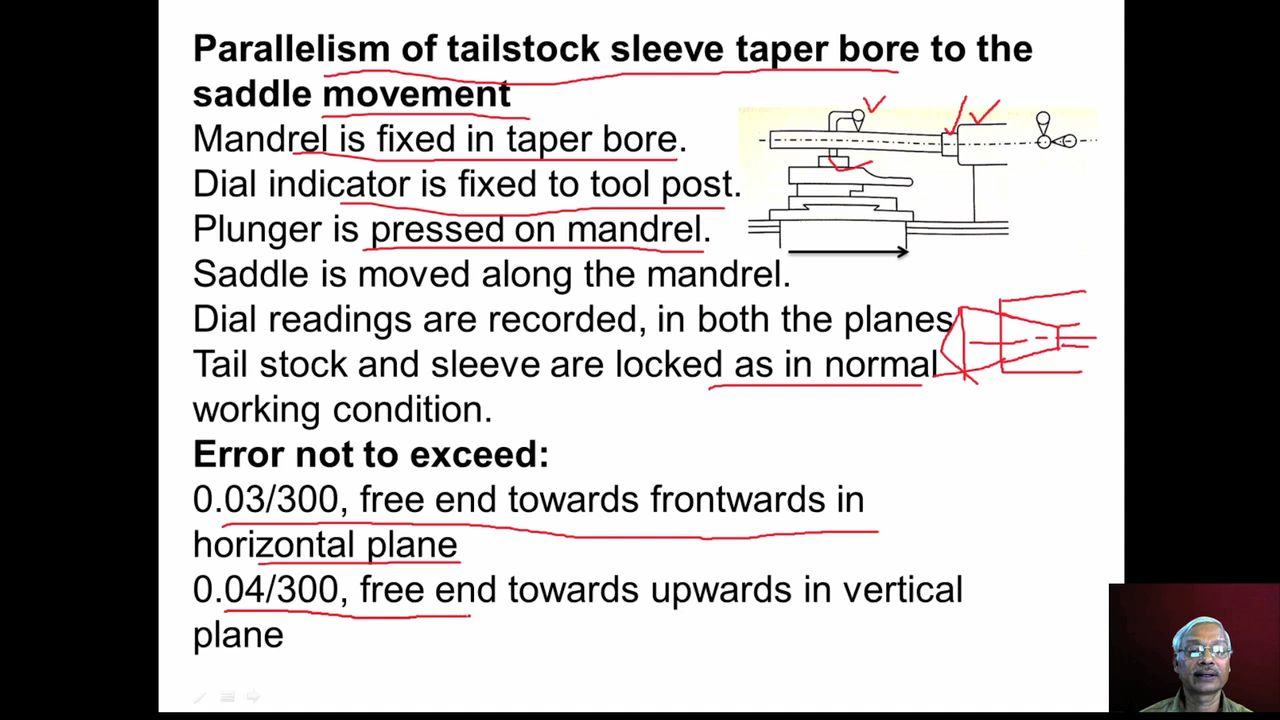 Parallelism of tailstock sleeve taper bore to the
saddle movement
Mandrel is fixed in taper bore.
Dial indicator is fixed to tool post.
Plunger is pressed on mandrel.
Saddle is moved along the mandrel.
Dial readings are recorded, in both the planes
Tail stock and sleeve are locked as in normal
working condition.
Error not to exceed:
0.03/300, free end towards frontwards in
horizontal plane
0.04/300, free end towards upwards in vertical
plane